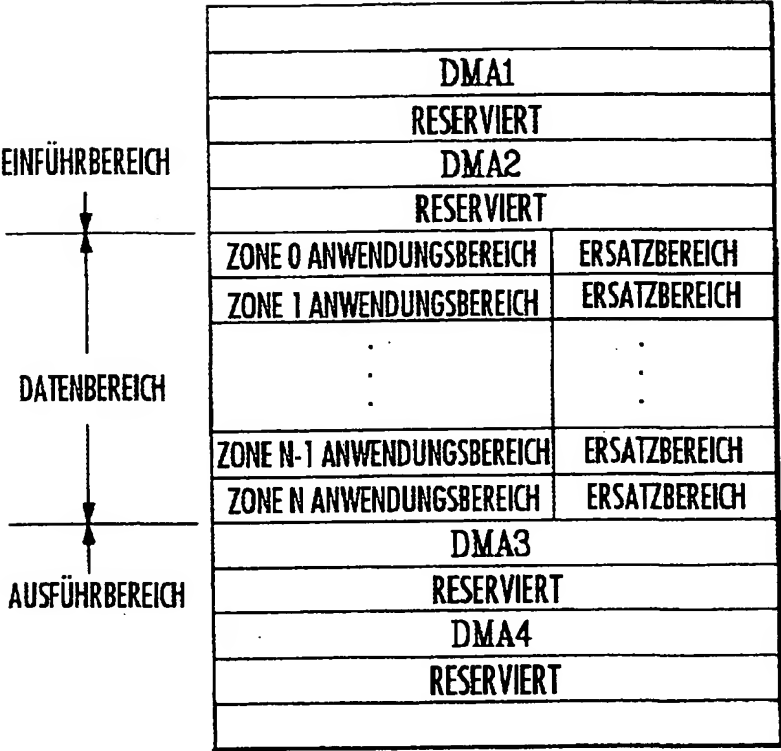 DMA1
RESERVIERT
EINFÜHRBEREICH
DMA2
RESERVIERT
ZONE 0 ANWENDUNGSBEREICH ERSATZBEREICH
ZONE 1 ANWENDUNGSBEREICH ERSATZBEREICH
DATENBEREICH
ZONE N-1 ANWENDUNGSBEREICH ERSATZBEREICH
ZONE N ANWENDUNGSBEREICH ERSATZBEREICH
DMA3
AUSFÜHRBEREICH
RESERVIERT
DMA4
RESERVIERT